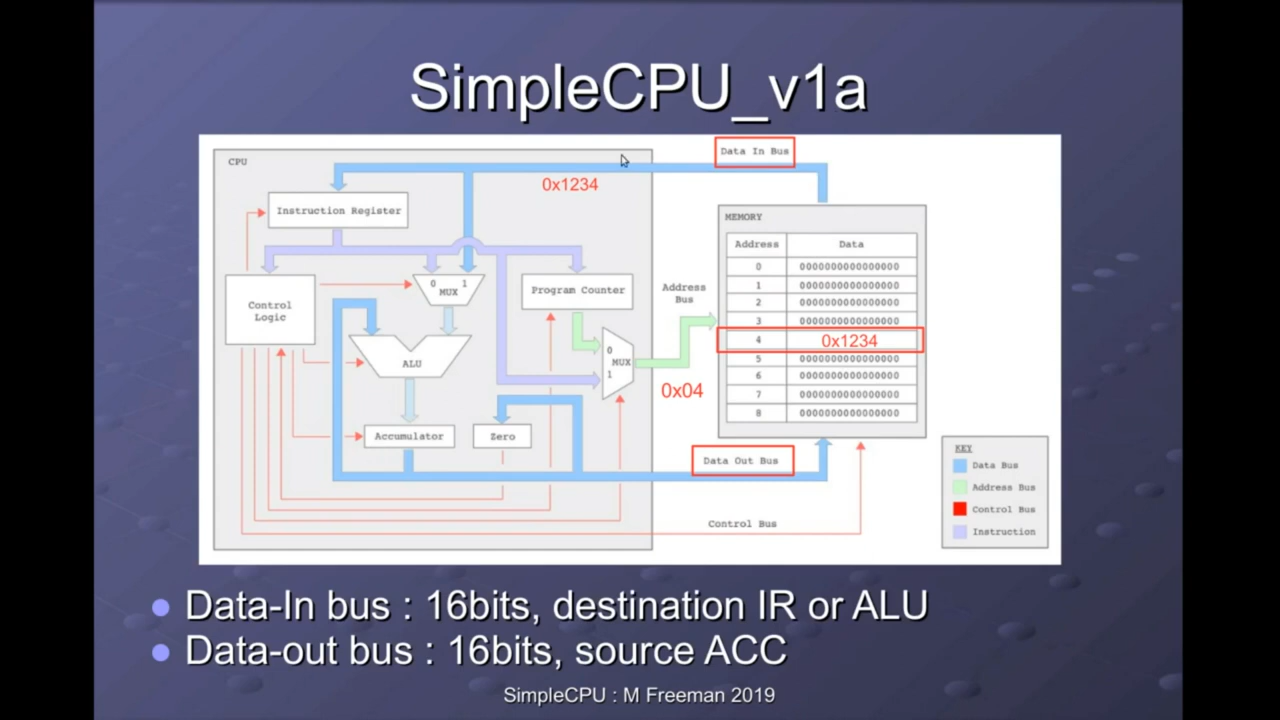 SimpleCPU_v1a
CPU
Data In Bus
0x1234
Instruction Register
MEMORY
Address Data
0 0000000000000000
1 0000000000000000
2 0000000000000000
3 0000000000000000
4 0x1234
5 0000000000000000
6 0000000000000000
7 0000000000000000
8 0000000000000000
Control
Logic
0 1
MUX
Program Counter
Address
Bus
0
MUX
1
ALU
0x04
Accumulator
Zero
Data Out Bus
Control Bus
KEY
Data Bus
Address Bus
Control Bus
Instruction
Data-In bus : 16bits, destination IR or ALU
Data-out bus : 16bits, source ACC
SimpleCPU : M Freeman 2019